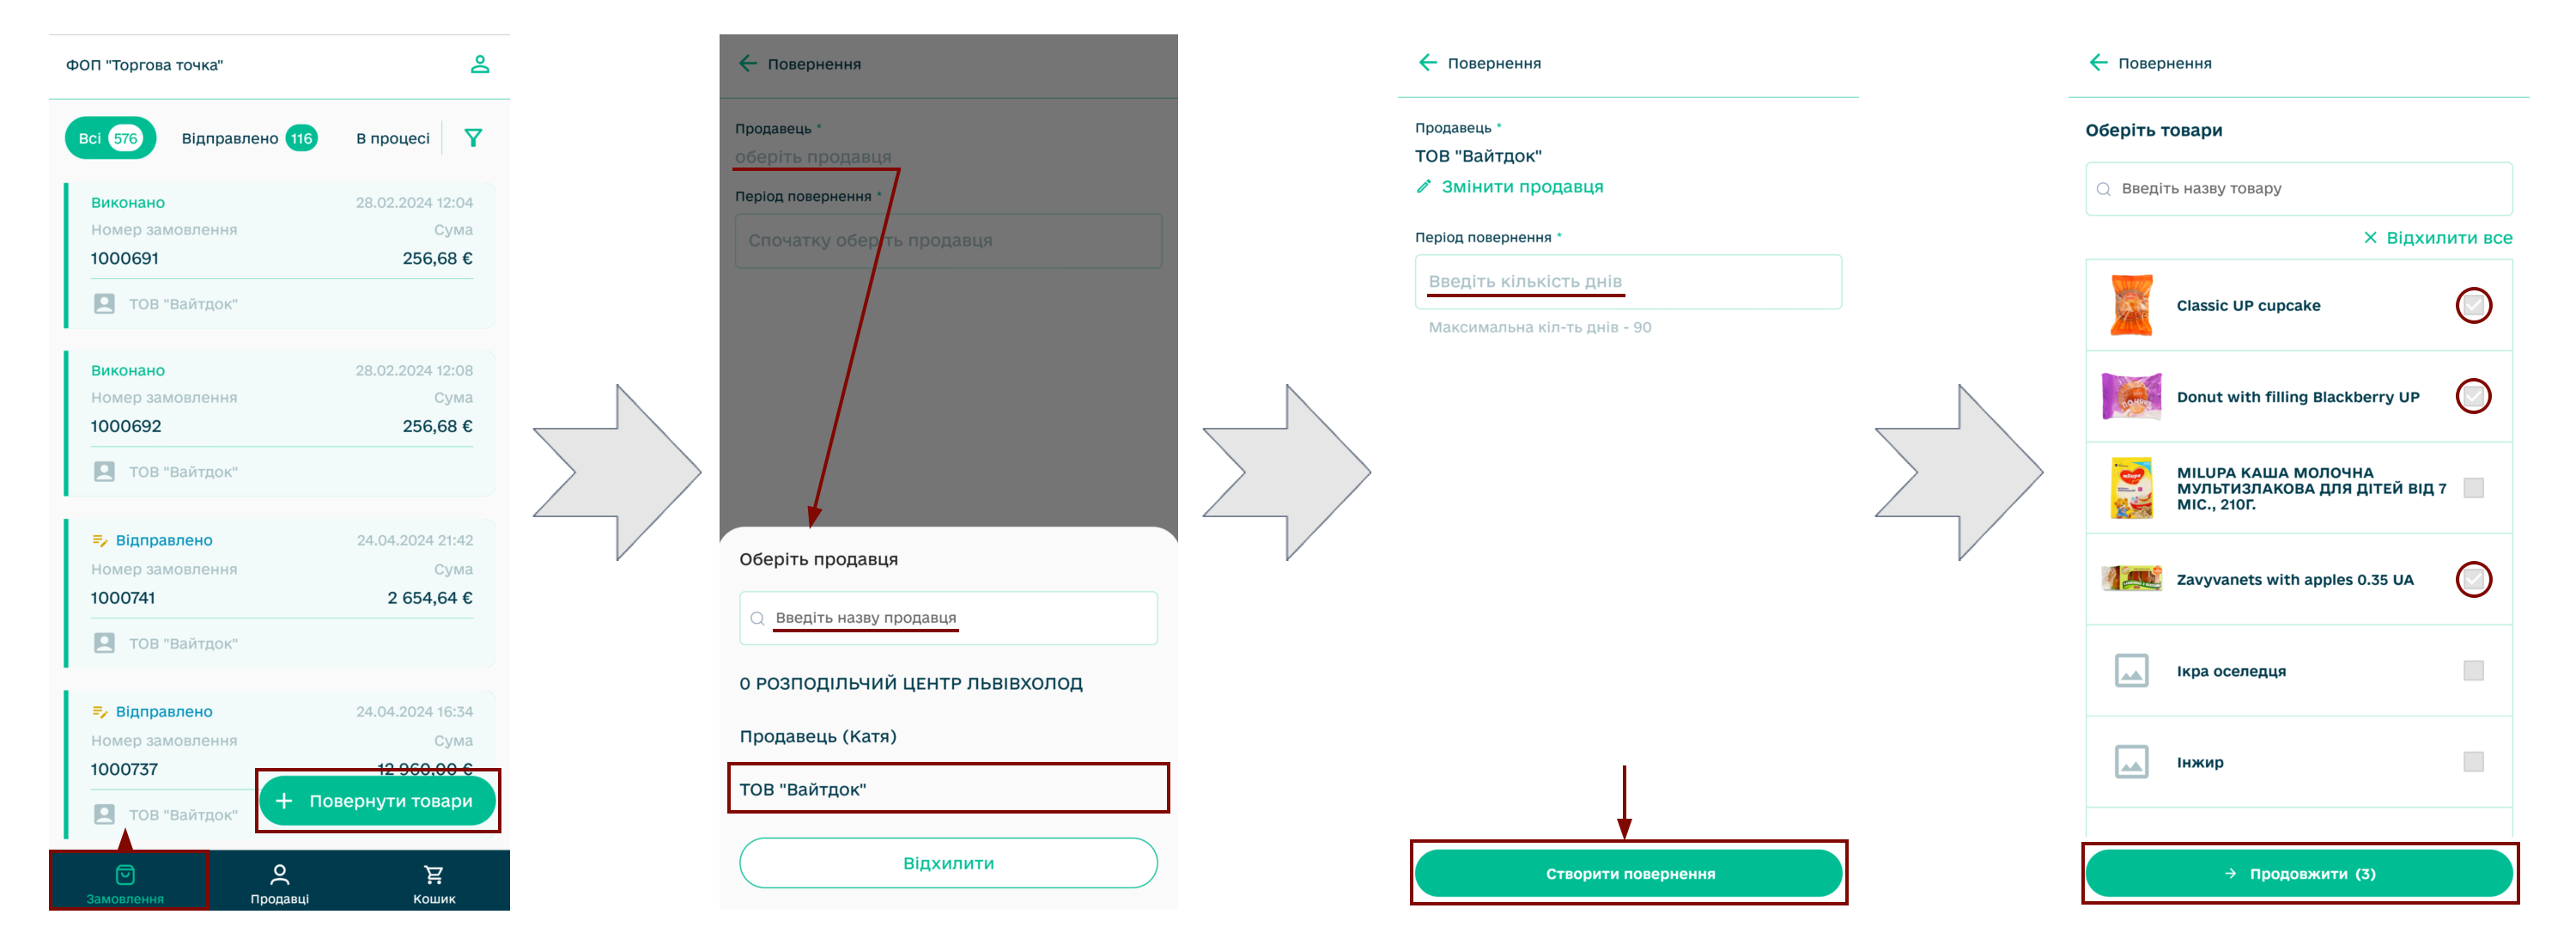 ФОП "Торгова точка"
Всі 576 Відправлено 116 В процесі
Виконано 28.02.2024 12:04
Номер замовлення Сума
1000691 256,68 €
ТОВ "Вайтдок"
Виконано 28.02.2024 12:08
Номер замовлення Сума
1000692 256,68 €
ТОВ "Вайтдок"
Відправлено 24.04.2024 21:42
Номер замовлення Сума
1000741 2 654,64 €
ТОВ "Вайтдок"
Відправлено 24.04.2024 16:34
Номер замовлення Сума
1000737 12 960,00 €
ТОВ "Вайтдок"
+ Повернути товари
Замовлення Продавці Кошик
Повернення
Продавець *
оберіть продавця
Період повернення *
Спочатку оберіть продавця
Оберіть продавця
Введіть назву продавця
0 РОЗПОДІЛЬЧИЙ ЦЕНТР ЛЬВІВХОЛОД
Продавець (Катя)
ТОВ "Вайтдок"
Відхилити
Повернення
Продавець *
ТОВ "Вайтдок"
Змінити продавця
Період повернення *
Введіть кількість днів
Максимальна кіл-ть днів - 90
Створити повернення
Повернення
Оберіть товари
Введіть назву товару
Відхилити все
Classic UP cupcake
Donut with filling Blackberry UP
MILUPA КАША МОЛОЧНА
МУЛЬТИЗЛАКОВА ДЛЯ ДІТЕЙ ВІД 7
МІС., 210Г.
Zavyvanets with apples 0.35 UA
Ікра оселедця
Інжир
Продовжити (3)